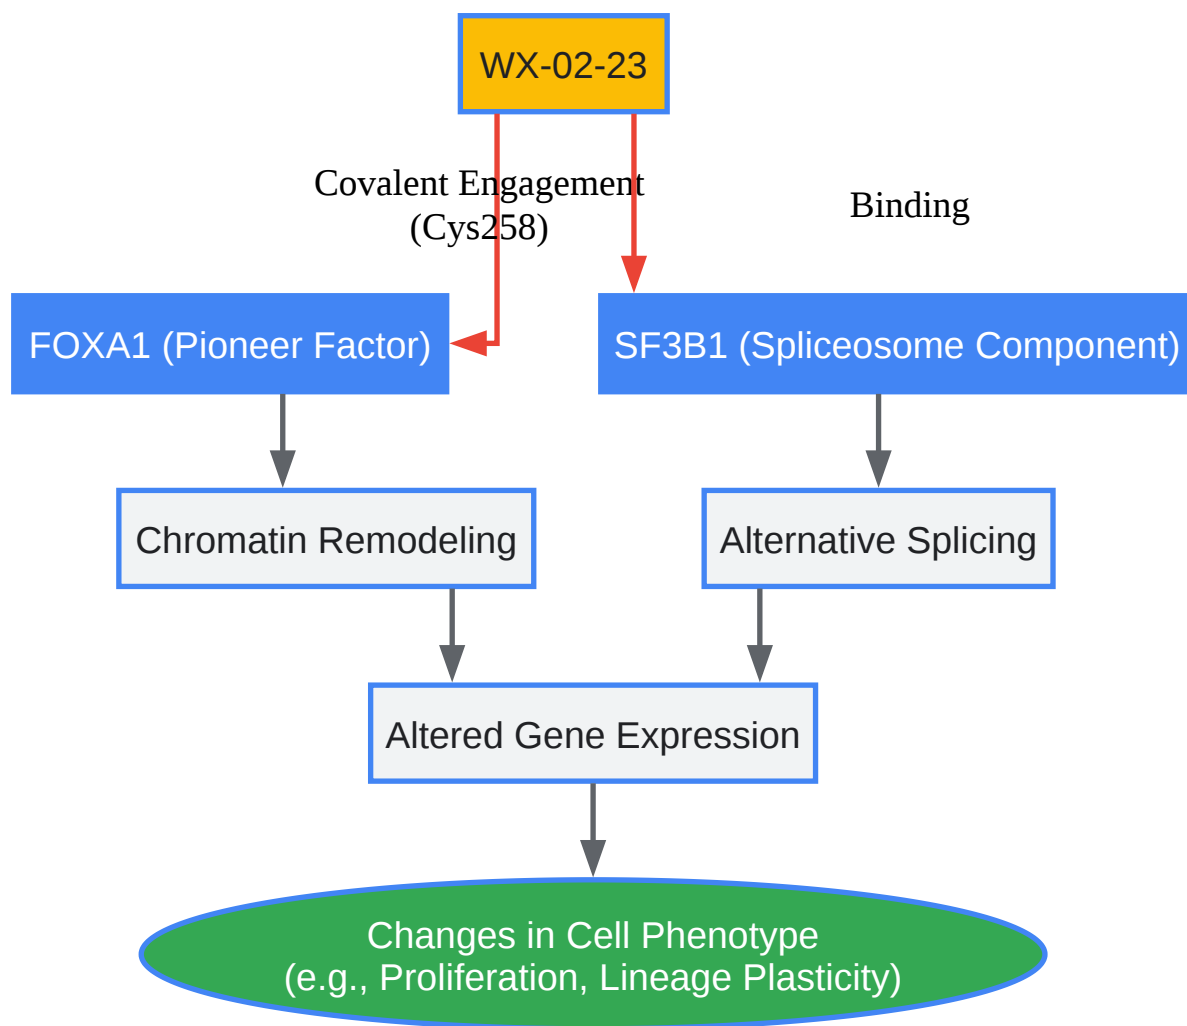 WX-02-23
Covalent Engagement
(Cys258)
Binding
FOXA1 (Pioneer Factor)
SF3B1 (Spliceosome Component)
Chromatin Remodeling
Alternative Splicing
Altered Gene Expression
Changes in Cell Phenotype
(e.g., Proliferation, Lineage Plasticity)